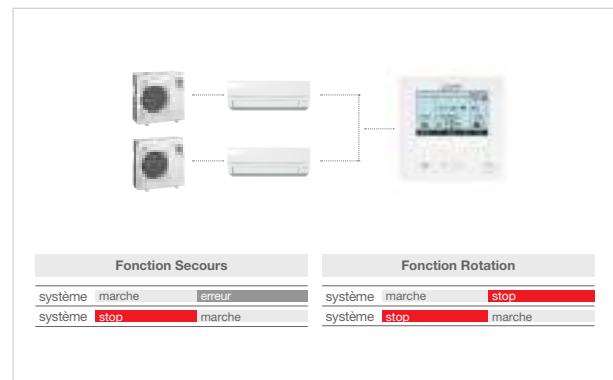 Fonction Secours
système marche erreur
système stop marche
Fonction Rotation
système marche stop
système stop marche